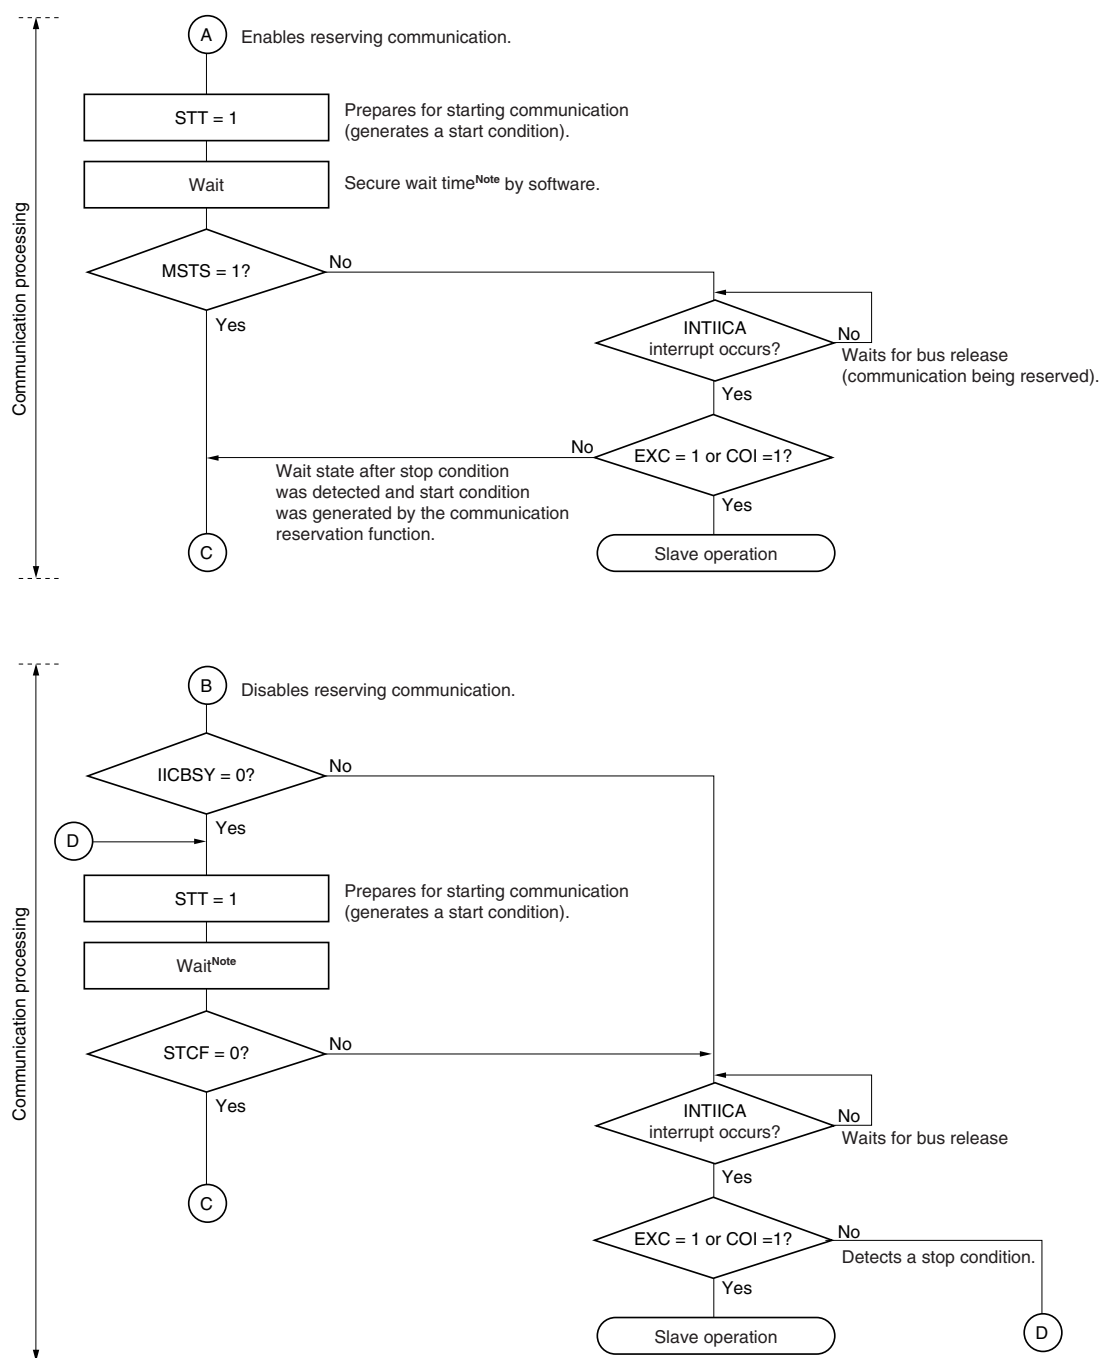 A Enables reserving communication.
STT = 1
Prepares for starting communication
(generates a start condition).
Wait
Secure wait timeNote by software.
MSTS = 1?
No
Yes
INTIICA
interrupt occurs?
No
Waits for bus release
(communication being reserved).
Yes
EXC = 1 or COI =1?
No
Wait state after stop condition
was detected and start condition
was generated by the communication
reservation function.
Yes
C
Slave operation
Communication processing
B Disables reserving communication.
IICBSY = 0?
No
Yes
D
STT = 1
Prepares for starting communication
(generates a start condition).
WaitNote
STCF = 0?
No
Yes
INTIICA
interrupt occurs?
No
Waits for bus release
Yes
C
EXC = 1 or COI =1?
No
Detects a stop condition.
Yes
Slave operation
D
Communication processing